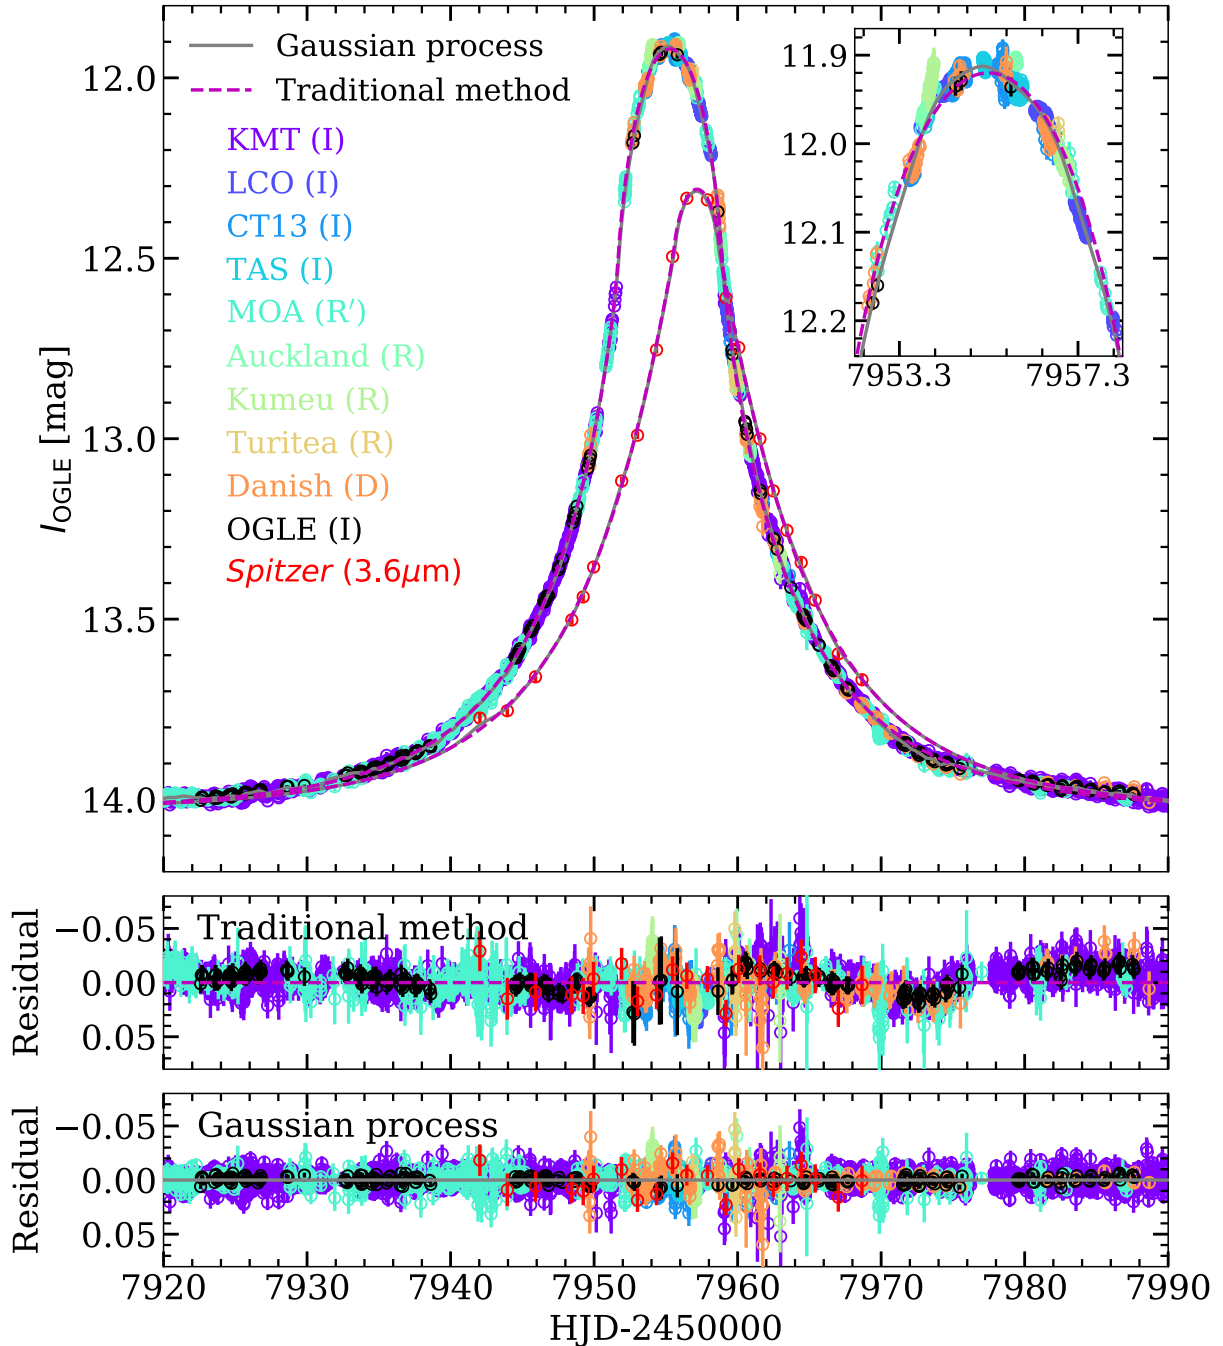 Gaussian process
Traditional method
KMT (I)
LCO (I)
CT13 (I)
TAS (I)
MOA (R′)
Auckland (R)
Kumeu (R)
Turitea (R)
Danish (D)
OGLE (I)
Spitzer (3.6μm)
12.0
12.5
13.0
13.5
14.0
I_OGLE [mag]
11.9
12.0
12.1
12.2
7953.3 7957.3
Traditional method
−0.05
0.00
0.05
Residual
Gaussian process
−0.05
0.00
0.05
Residual
7920 7930 7940 7950 7960 7970 7980 7990
HJD-2450000